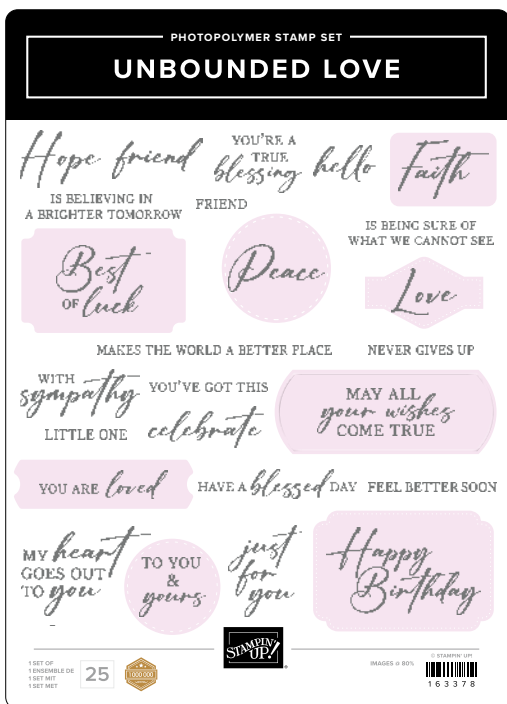 PHOTOPOLYMER STAMP SET
UNBOUNDED LOVE
Hope
friend
YOU'RE A
TRUE
blessing
hello
Faith
IS BELIEVING IN
A BRIGHTER TOMORROW
FRIEND
IS BEING SURE OF
WHAT WE CANNOT SEE
Best
OF luck
Peace
Love
MAKES THE WORLD A BETTER PLACE
NEVER GIVES UP
WITH
sympathy
YOU'VE GOT THIS
LITTLE ONE
celebrate
MAY ALL
your wishes
COME TRUE
YOU ARE loved
HAVE A blessed DAY
FEEL BETTER SOON
MY heart
GOES OUT
TO you
TO YOU
&
yours
just
for
you
Happy
Birthday
STAMPIN'
UP!
1 SET OF
1 ENSEMBLE DE
1 SET MIT
1 SET MET
25
1 000 000
IMAGES @ 80%
© STAMPIN' UP!
163378